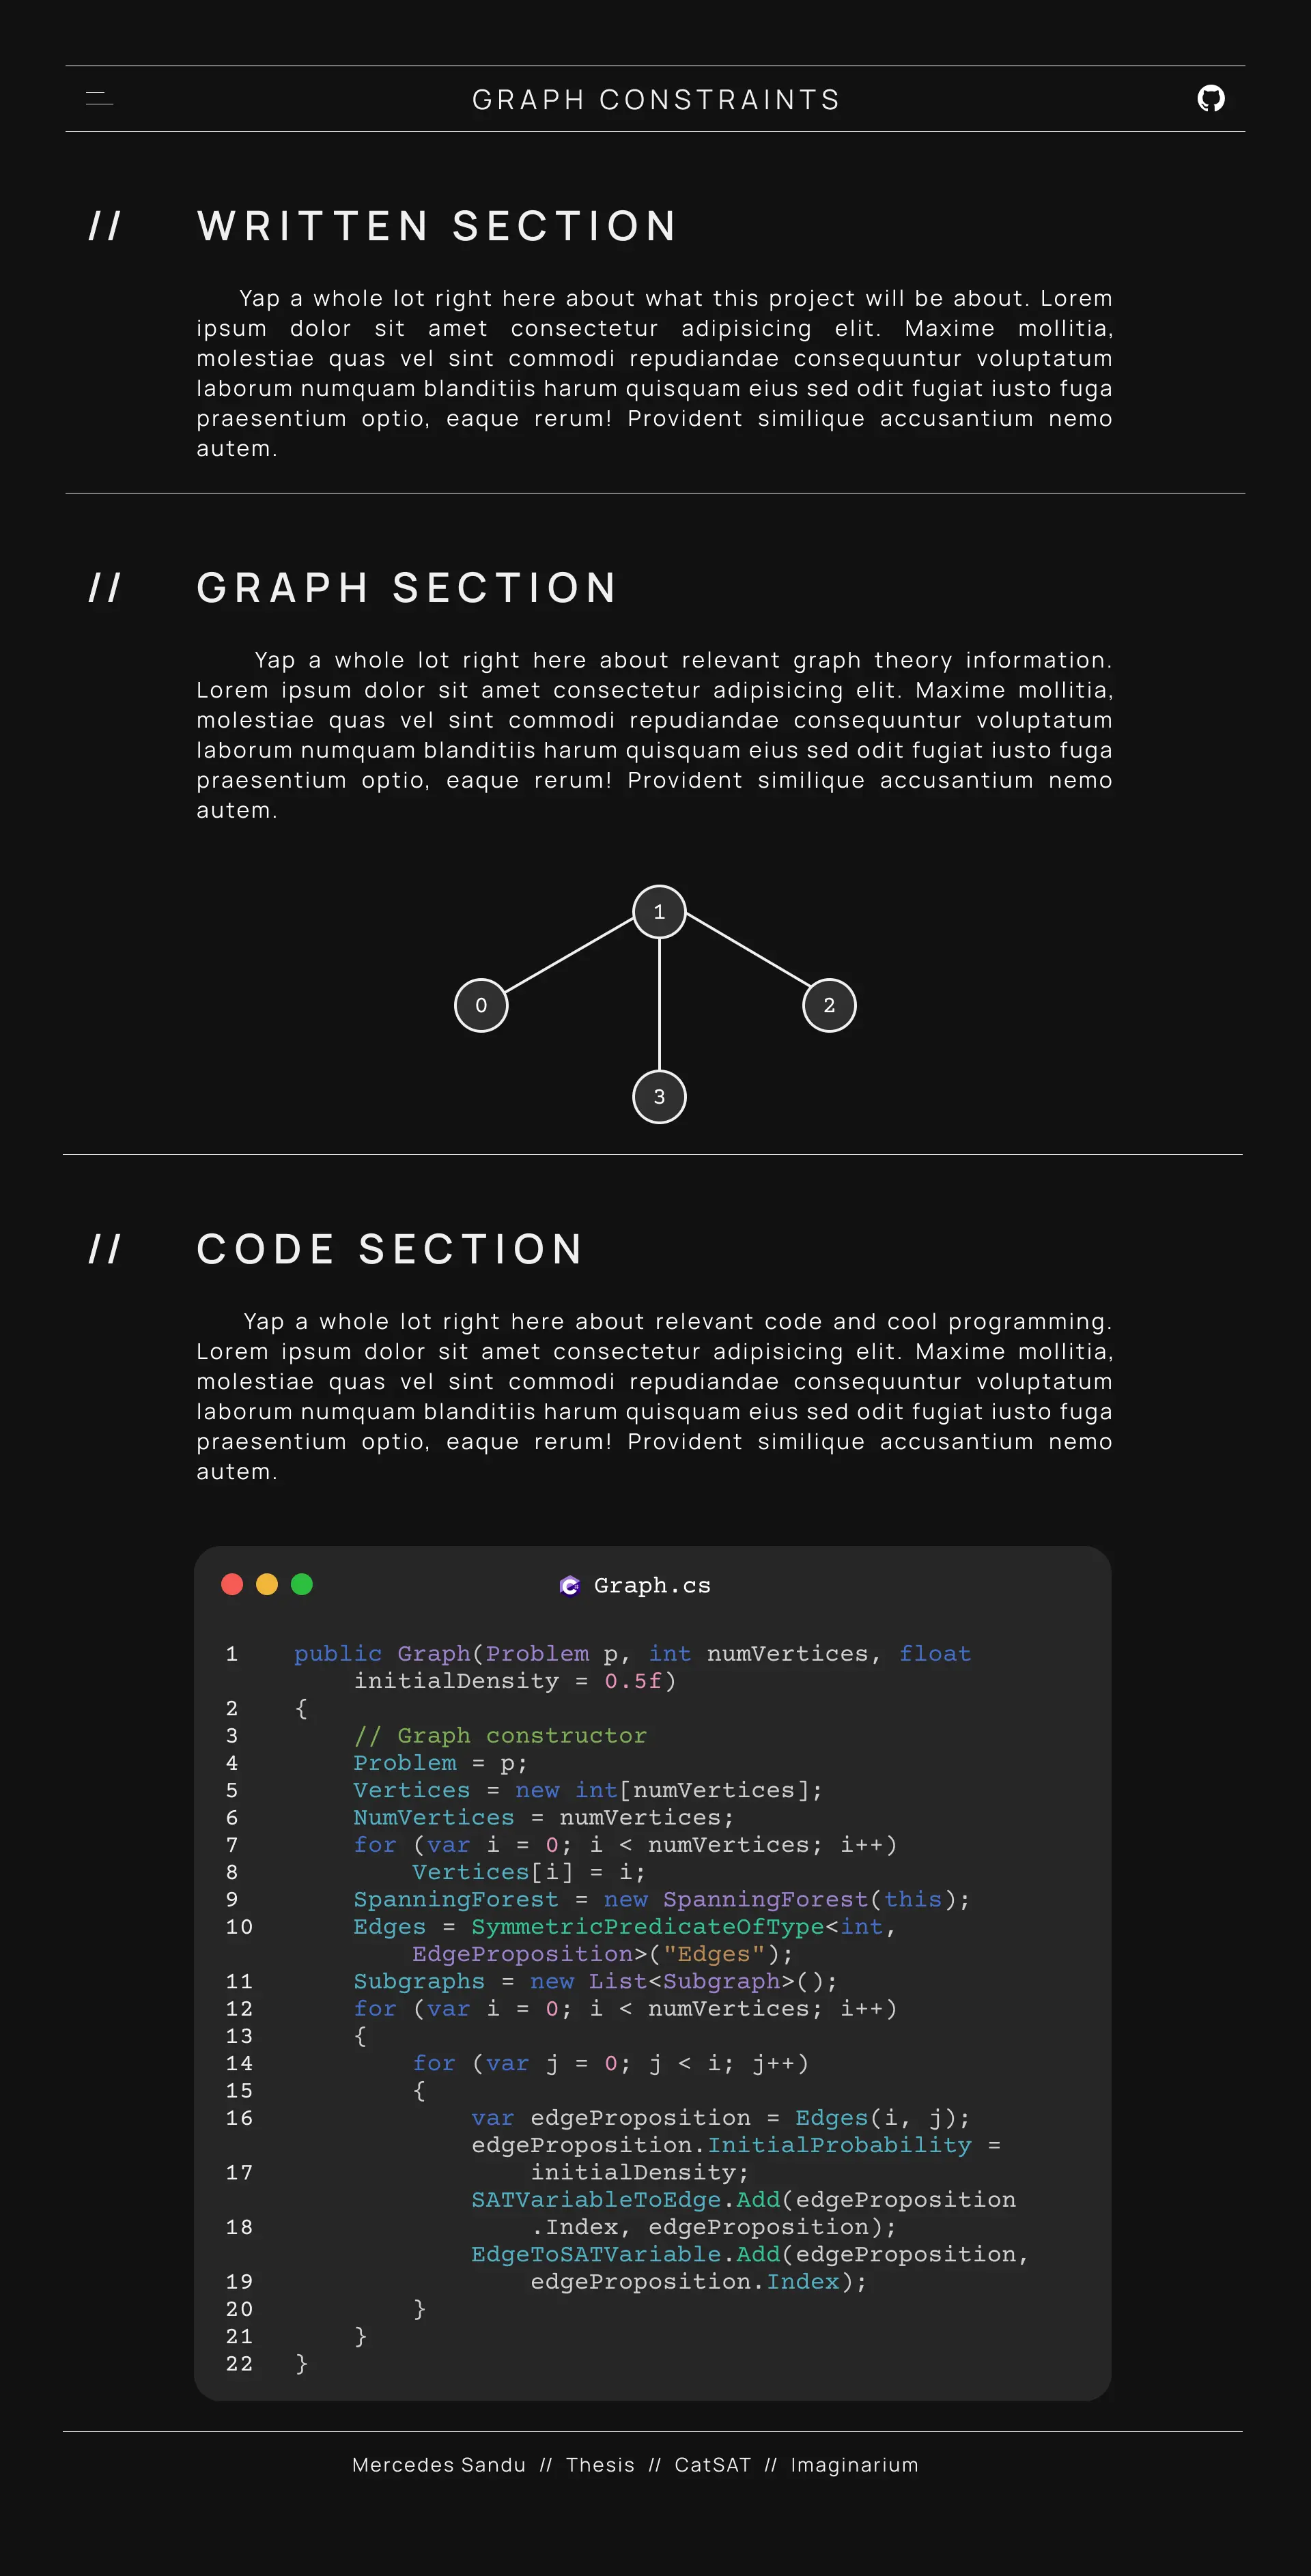 GRAPH CONSTRAINTS
// WRITTEN SECTION
Yap a whole lot right here about what this project will be about. Lorem
ipsum dolor sit amet consectetur adipisicing elit. Maxime mollitia,
molestiae quas vel sint commodi repudiandae consequuntur voluptatum
laborum numquam blanditiis harum quisquam eius sed odit fugiat iusto fuga
praesentium optio, eaque rerum! Provident similique accusantium nemo
autem.
// GRAPH SECTION
Yap a whole lot right here about relevant graph theory information.
Lorem ipsum dolor sit amet consectetur adipisicing elit. Maxime mollitia,
molestiae quas vel sint commodi repudiandae consequuntur voluptatum
laborum numquam blanditiis harum quisquam eius sed odit fugiat iusto fuga
praesentium optio, eaque rerum! Provident similique accusantium nemo
autem.
1
0
2
3
// CODE SECTION
Yap a whole lot right here about relevant code and cool programming.
Lorem ipsum dolor sit amet consectetur adipisicing elit. Maxime mollitia,
molestiae quas vel sint commodi repudiandae consequuntur voluptatum
laborum numquam blanditiis harum quisquam eius sed odit fugiat iusto fuga
praesentium optio, eaque rerum! Provident similique accusantium nemo
autem.
Graph.cs
1 public Graph(Problem p, int numVertices, float
initialDensity = 0.5f)
2 {
3 // Graph constructor
4 Problem = p;
5 Vertices = new int[numVertices];
6 NumVertices = numVertices;
7 for (var i = 0; i < numVertices; i++)
8 Vertices[i] = i;
9 SpanningForest = new SpanningForest(this);
10 Edges = SymmetricPredicateOfType<int,
EdgeProposition>("Edges");
11 Subgraphs = new List<Subgraph>();
12 for (var i = 0; i < numVertices; i++)
13 {
14 for (var j = 0; j < i; j++)
15 {
16 var edgeProposition = Edges(i, j);
edgeProposition.InitialProbability =
17 initialDensity;
SATVariableToEdge.Add(edgeProposition
18 .Index, edgeProposition);
EdgeToSATVariable.Add(edgeProposition,
19 edgeProposition.Index);
20 }
21 }
22 }
Mercedes Sandu // Thesis // CatSAT // Imaginarium